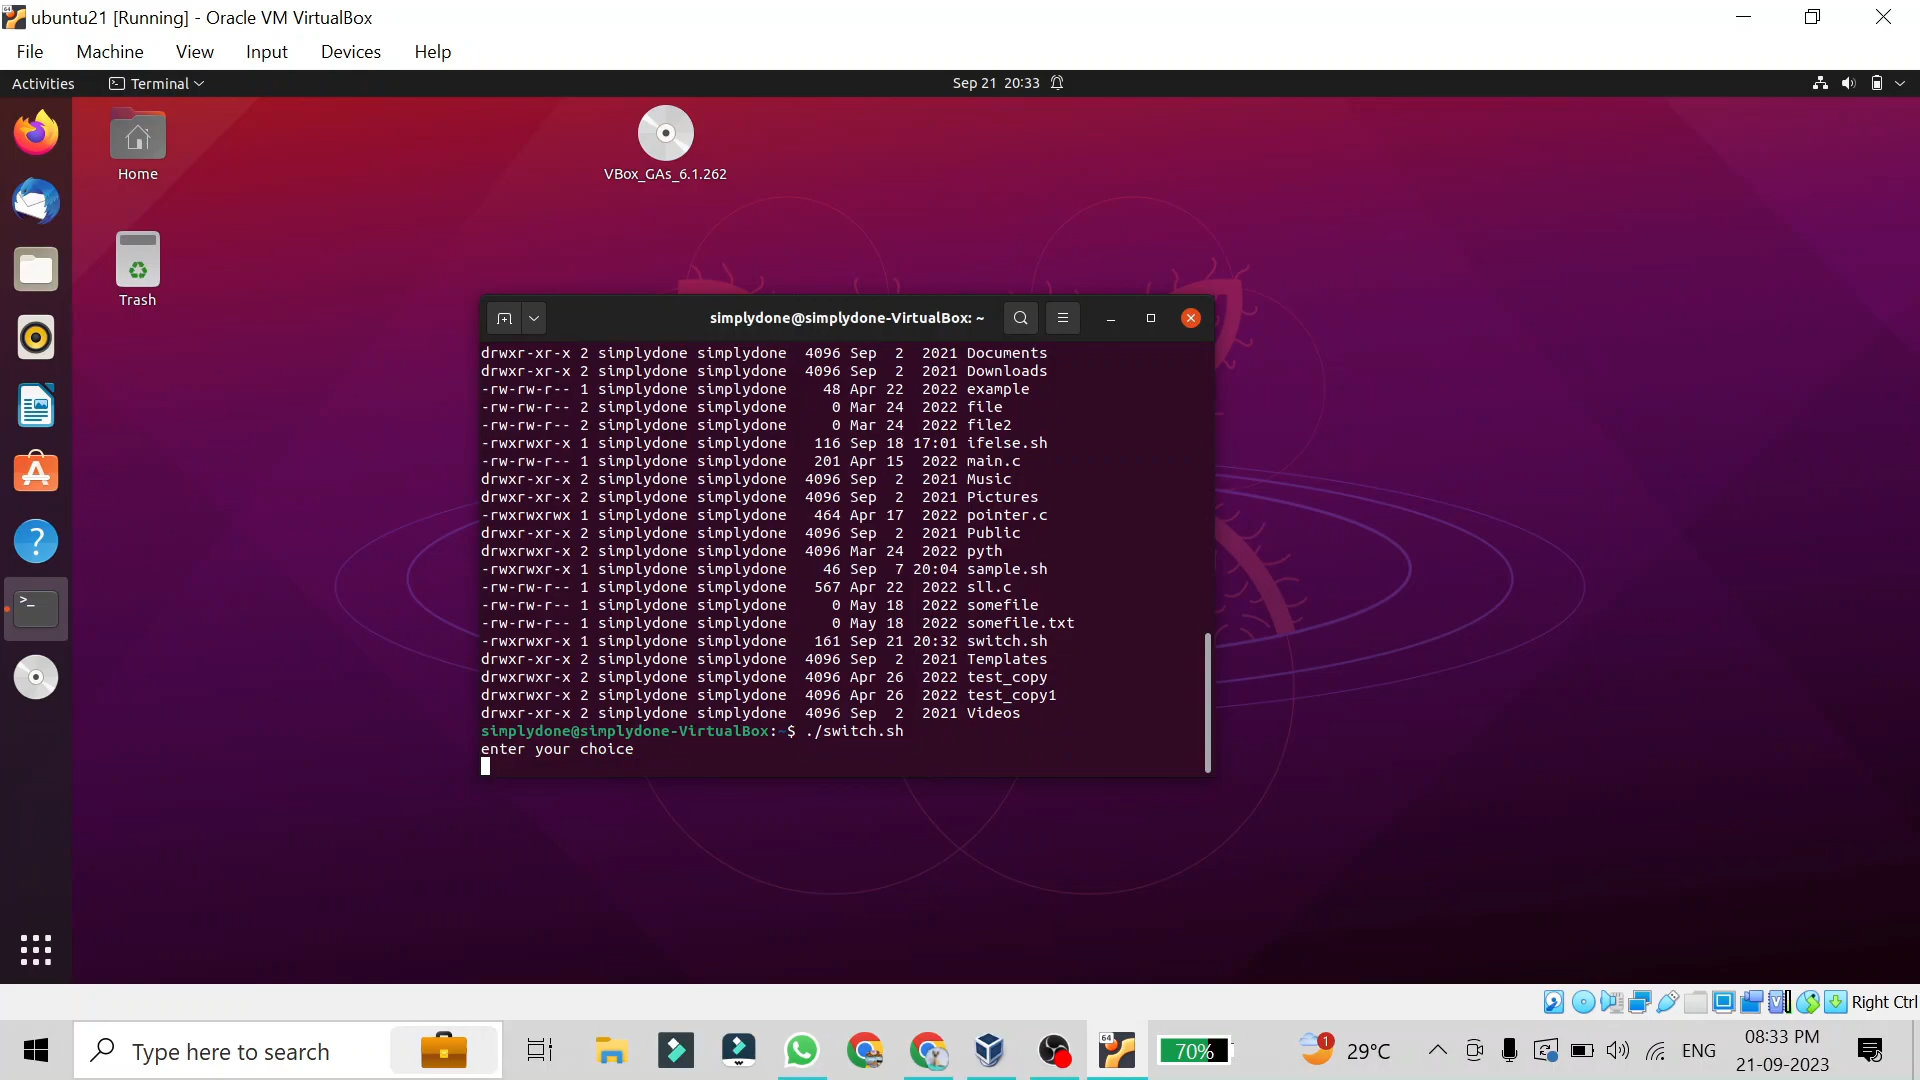 ubuntu21 [Running] - Oracle VM VirtualBox
File Machine View Input Devices Help
Activities Terminal Sep 21 20:33
Home
VBox_GAs_6.1.262
Trash
simplydone@simplydone-VirtualBox: ~
drwxr-xr-x 2 simplydone simplydone 4096 Sep 2 2021 Documents
drwxr-xr-x 2 simplydone simplydone 4096 Sep 2 2021 Downloads
-rw-rw-r-- 1 simplydone simplydone 48 Apr 22 2022 example
-rw-rw-r-- 2 simplydone simplydone 0 Mar 24 2022 file
-rw-rw-r-- 2 simplydone simplydone 0 Mar 24 2022 file2
-rwxrwxr-x 1 simplydone simplydone 116 Sep 18 17:01 ifelse.sh
-rw-rw-r-- 1 simplydone simplydone 201 Apr 15 2022 main.c
drwxr-xr-x 2 simplydone simplydone 4096 Sep 2 2021 Music
drwxr-xr-x 2 simplydone simplydone 4096 Sep 2 2021 Pictures
-rwxrwxrwx 1 simplydone simplydone 464 Apr 17 2022 pointer.c
drwxr-xr-x 2 simplydone simplydone 4096 Sep 2 2021 Public
drwxrwxr-x 2 simplydone simplydone 4096 Mar 24 2022 pyth
-rwxrwxr-x 1 simplydone simplydone 46 Sep 7 20:04 sample.sh
-rw-rw-r-- 1 simplydone simplydone 567 Apr 22 2022 sll.c
-rw-rw-r-- 1 simplydone simplydone 0 May 18 2022 somefile
-rw-rw-r-- 1 simplydone simplydone 0 May 18 2022 somefile.txt
-rwxrwxr-x 1 simplydone simplydone 161 Sep 21 20:32 switch.sh
drwxr-xr-x 2 simplydone simplydone 4096 Sep 2 2021 Templates
drwxrwxr-x 2 simplydone simplydone 4096 Apr 26 2022 test_copy
drwxrwxr-x 2 simplydone simplydone 4096 Apr 26 2022 test_copy1
drwxr-xr-x 2 simplydone simplydone 4096 Sep 2 2021 Videos
simplydone@simplydone-VirtualBox:~$ ./switch.sh
enter your choice
Right Ctrl
Type here to search
64
70%
1
29°C
ENG
08:33 PM
21-09-2023